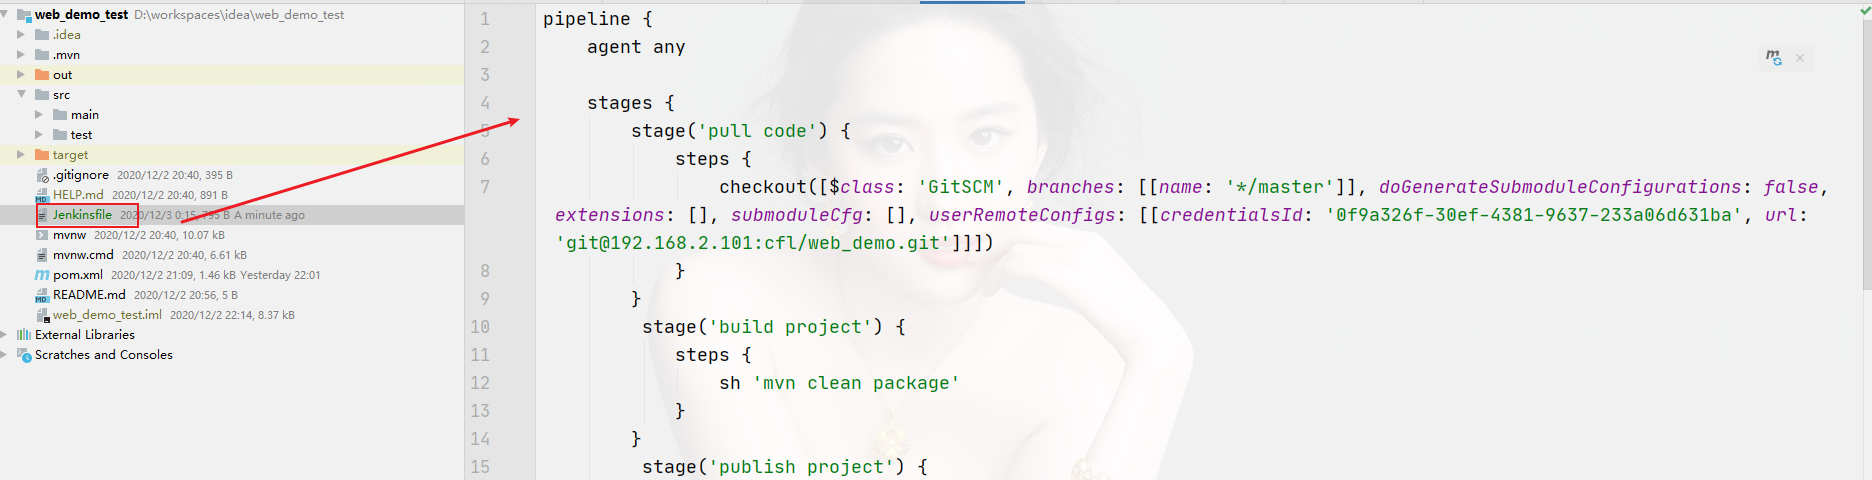 web_demo_test D:\workspaces\idea\web_demo_test
.idea
.mvn
out
src
main
test
target
.gitignore 2020/12/2 20:40, 395 B
HELP.md 2020/12/2 20:40, 891 B
Jenkinsfile 2020/12/3 0:15, 795 B A minute ago
mvnw 2020/12/2 20:40, 10.07 kB
mvnw.cmd 2020/12/2 20:40, 6.61 kB
pom.xml 2020/12/2 21:09, 1.46 kB Yesterday 22:01
README.md 2020/12/2 20:56, 5 B
web_demo_test.iml 2020/12/2 22:14, 8.37 kB
External Libraries
Scratches and Consoles
1 pipeline {
2 agent any
3
4 stages {
5 stage('pull code') {
6 steps {
7 checkout([$class: 'GitSCM', branches: [[name: '*/master']], doGenerateSubmoduleConfigurations: false,
extensions: [], submoduleCfg: [], userRemoteConfigs: [[credentialsId: '0f9a326f-30ef-4381-9637-233a06d631ba', url:
'git@192.168.2.101:cfl/web_demo.git']]])
8 }
9 }
10 stage('build project') {
11 steps {
12 sh 'mvn clean package'
13 }
14 }
15 stage('publish project') {